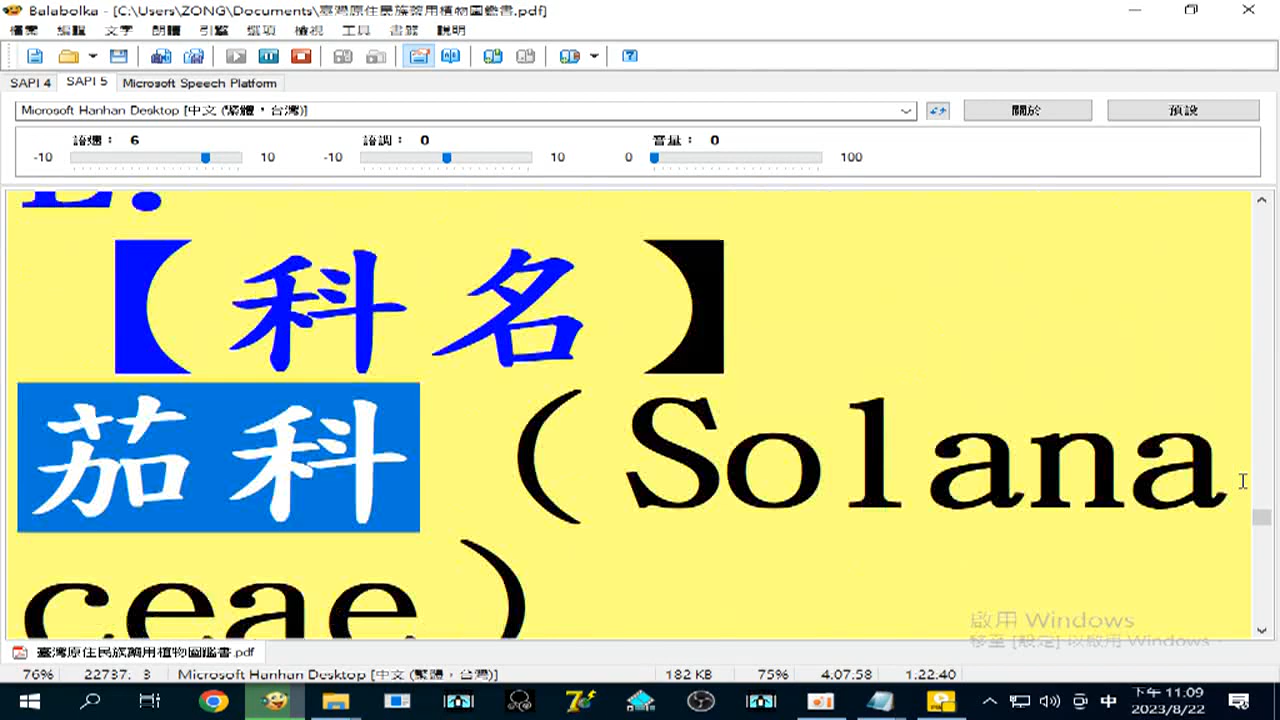 Balabolka - [C:\Users\ZONG\Documents\臺灣原住民族藥用植物圖鑑書.pdf]
檔案 編輯 文字 朗讀 引擎 選項 檢視 工具 書籤 說明
SAPI 4 SAPI 5 Microsoft Speech Platform
Microsoft Hanhan Desktop [中文 (繁體，台灣)] 關於 預設
語速： 6 語調： 0 音量： 0
-10 10 -10 10 0 100
L.
【科名】
茄科 (Solana
ceae)
啟用 Windows
移至 [設定] 以啟用 Windows。
臺灣原住民族藥用植物圖鑑書.pdf
76% 22737: 3 Microsoft Hanhan Desktop [中文 (繁體，台灣)] 182 KB 75% 4.07.58 1.22.40
中 下午 11:09
2023/8/22